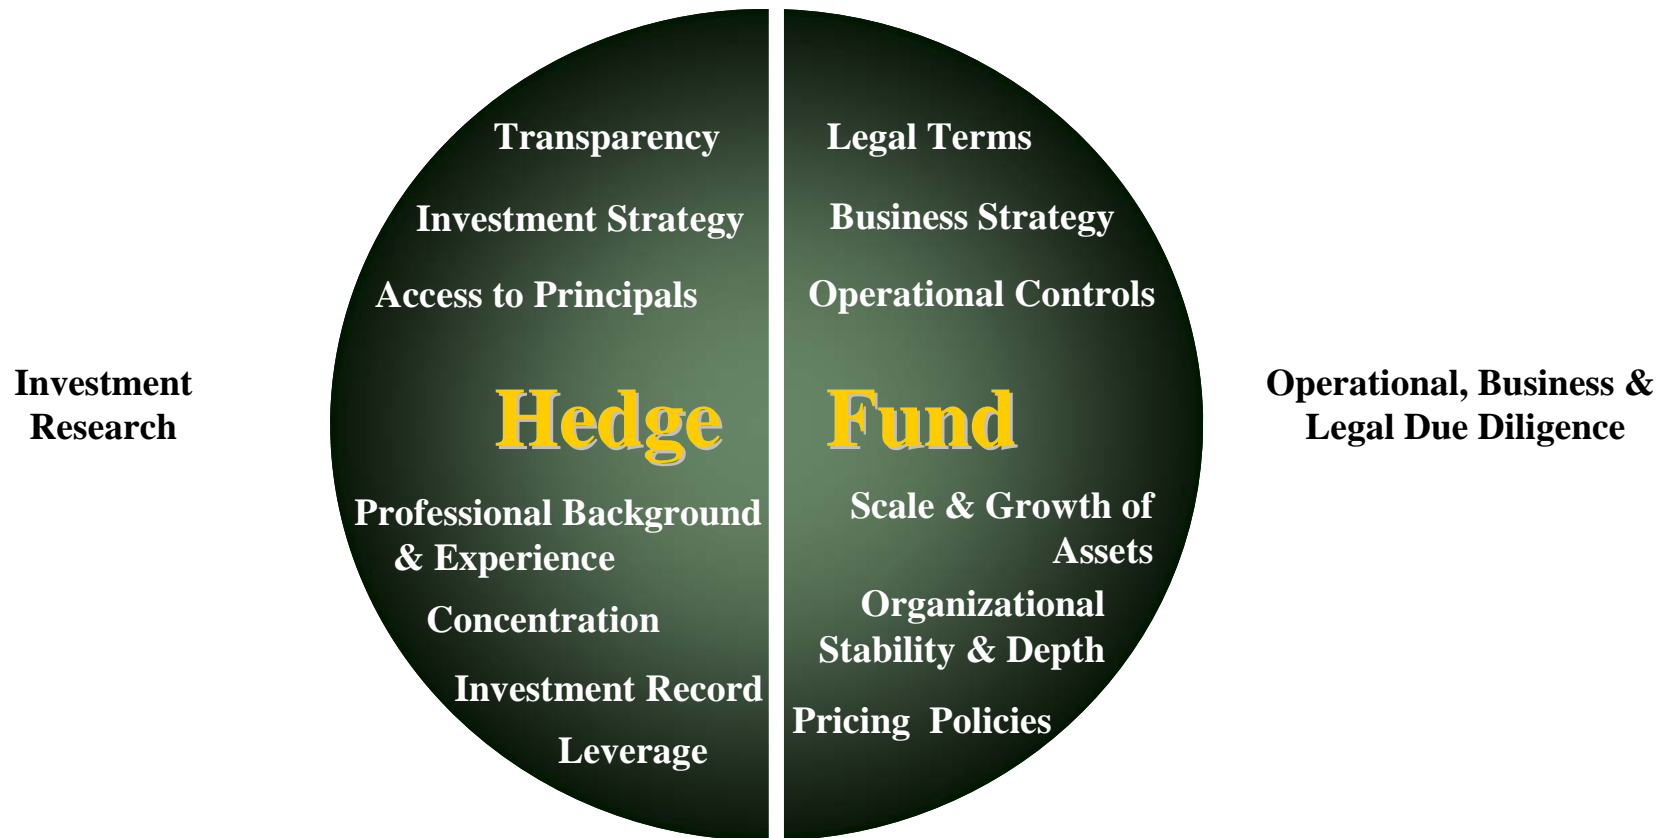 Investment
Research
Transparency
Investment Strategy
Access to Principals
Hedge
Professional Background
& Experience
Concentration
Investment Record
Leverage
Legal Terms
Business Strategy
Operational Controls
Fund
Scale & Growth of
Assets
Organizational
Stability & Depth
Pricing Policies
Operational, Business &
Legal Due Diligence